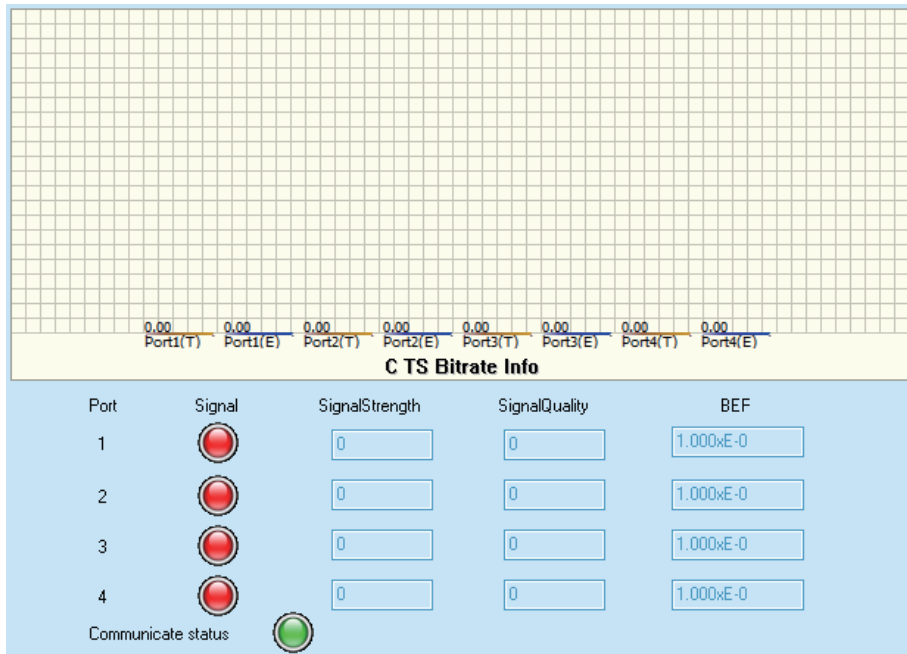 0.00 0.00 0.00 0.00 0.00 0.00 0.00 0.00
Port1(T) Port1(E) Port2(T) Port2(E) Port3(T) Port3(E) Port4(T) Port4(E)
C TS Bitrate Info
Port Signal SignalStrength SignalQuality BEF
1 0 0 1.000xE-0
2 0 0 1.000xE-0
3 0 0 1.000xE-0
4 0 0 1.000xE-0
Communicate status